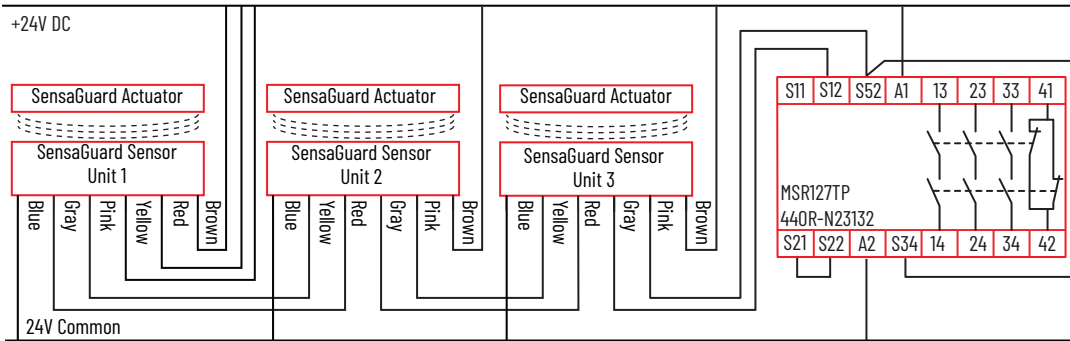 +24V DC
SensaGuard Actuator
SensaGuard Actuator
SensaGuard Actuator
S11 S12 S52 A1 13 23 33 41
SensaGuard Sensor
Unit 1
SensaGuard Sensor
Unit 2
SensaGuard Sensor
Unit 3
MSR127TP
440R-N23132
Blue
Gray
Pink
Yellow
Red
Brown
Blue
Yellow
Red
Gray
Pink
Brown
Blue
Yellow
Red
Gray
Pink
Brown
S21 S22 A2 S34 14 24 34 42
24V Common